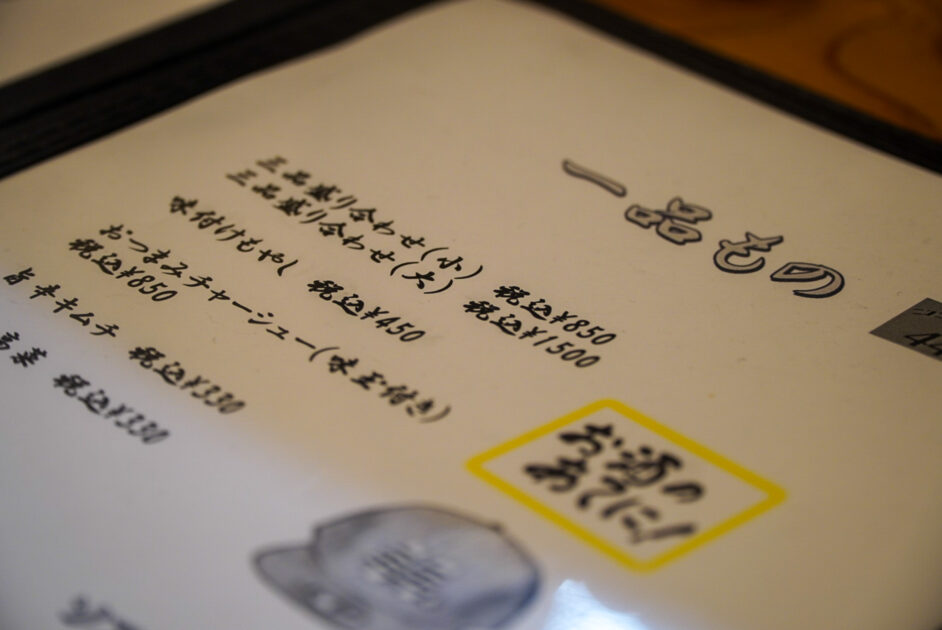 一品もの
三品盛り合わせ(小) 税込¥850
三品盛り合わせ(大) 税込¥1500
味付けもやし 税込¥450
おつまみチャーシュー(味玉付き)
税込¥850
旨辛キムチ 税込¥330
高菜 税込¥330
お酒の
あてに!